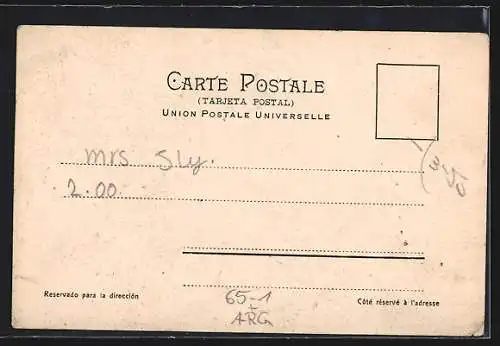 CARTE POSTALE
(TARJETA POSTAL)
UNION POSTALE UNIVERSELLE
Mrs Sly.
2.00
Reservado para la dirección
65-1
ARG
Côté réservé à l'adresse